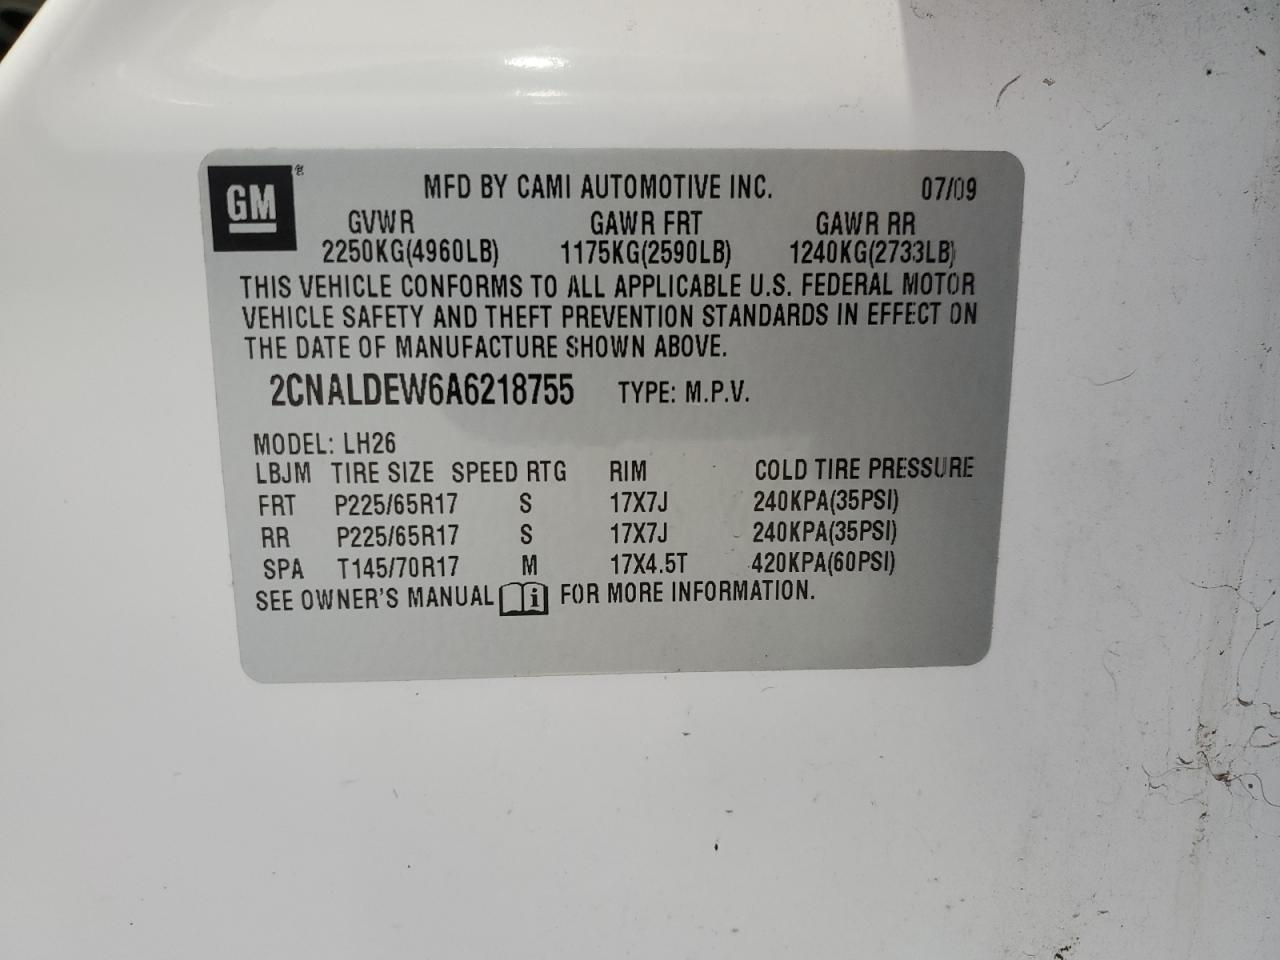 GM ®
MFD BY CAMI AUTOMOTIVE INC. 07/09
GVWR GAWR FRT GAWR RR
2250KG(4960LB) 1175KG(2590LB) 1240KG(2733LB)
THIS VEHICLE CONFORMS TO ALL APPLICABLE U.S. FEDERAL MOTOR
VEHICLE SAFETY AND THEFT PREVENTION STANDARDS IN EFFECT ON
THE DATE OF MANUFACTURE SHOWN ABOVE.
2CNALDEW6A6218755 TYPE: M.P.V.
MODEL: LH26
LBJM TIRE SIZE SPEED RTG RIM COLD TIRE PRESSURE
FRT P225/65R17 S 17X7J 240KPA(35PSI)
RR P225/65R17 S 17X7J 240KPA(35PSI)
SPA T145/70R17 M 17X4.5T 420KPA(60PSI)
SEE OWNER'S MANUAL i FOR MORE INFORMATION.